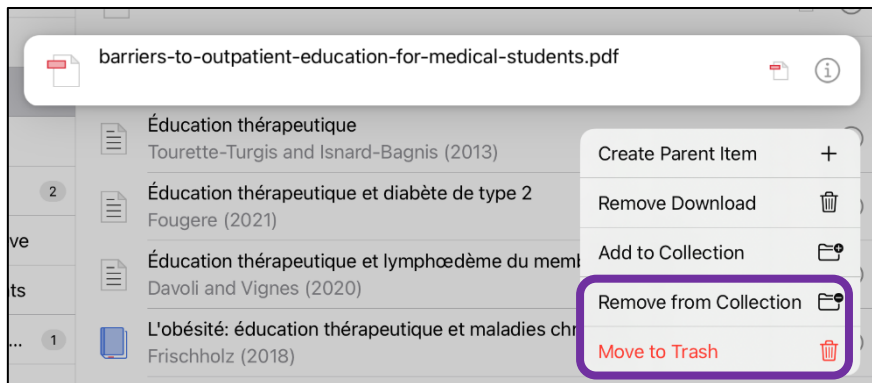 barriers-to-outpatient-education-for-medical-students.pdf
Éducation thérapeutique
Tourette-Turgis and Isnard-Bagnis (2013)
Éducation thérapeutique et diabète de type 2
Fougere (2021)
Éducation thérapeutique et lymphœdème du
Davoli and Vignes (2020)
L'obésité: éducation thérapeutique et maladies
Frischholz (2018)
2
ve
ts
... 1
Create Parent Item
Remove Download
Add to Collection
Remove from Collection
Move to Trash